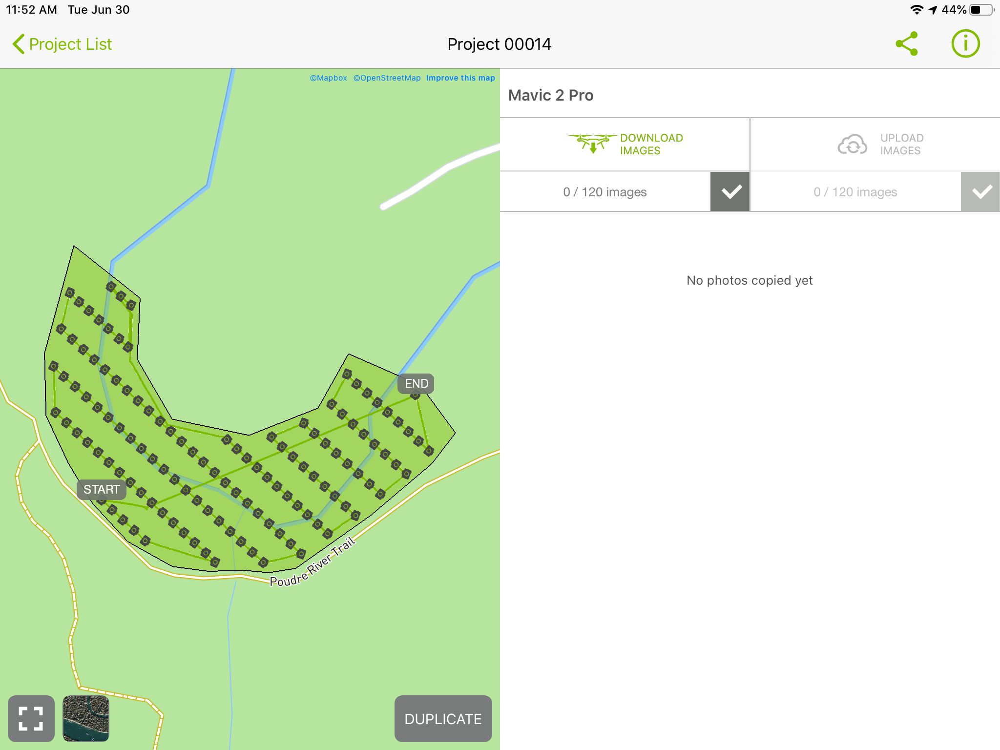 11:52 AM Tue Jun 30
44%
Project List
Project 00014
©Mapbox ©OpenStreetMap Improve this map
Mavic 2 Pro
DOWNLOAD
IMAGES
UPLOAD
IMAGES
0 / 120 images
0 / 120 images
No photos copied yet
END
START
Poudre River Trail
DUPLICATE